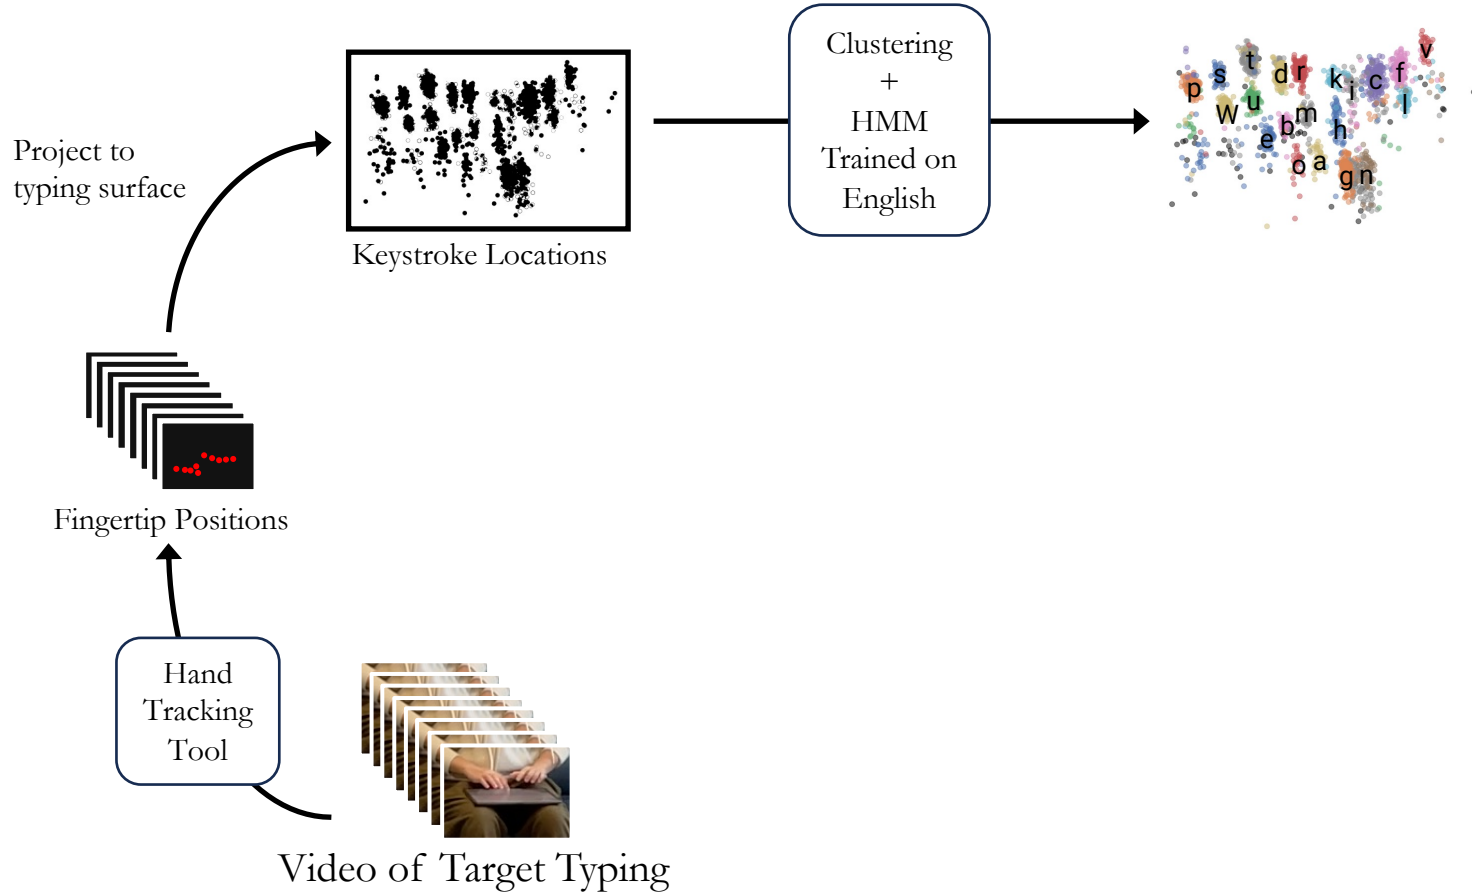 Project to
typing surface
Keystroke Locations
Clustering
+
HMM
Trained on
English
p
s
t
d
r
k
i
c
f
v
l
W
u
m
b
h
e
o
a
g
n
Fingertip Positions
Hand
Tracking
Tool
Video of Target Typing